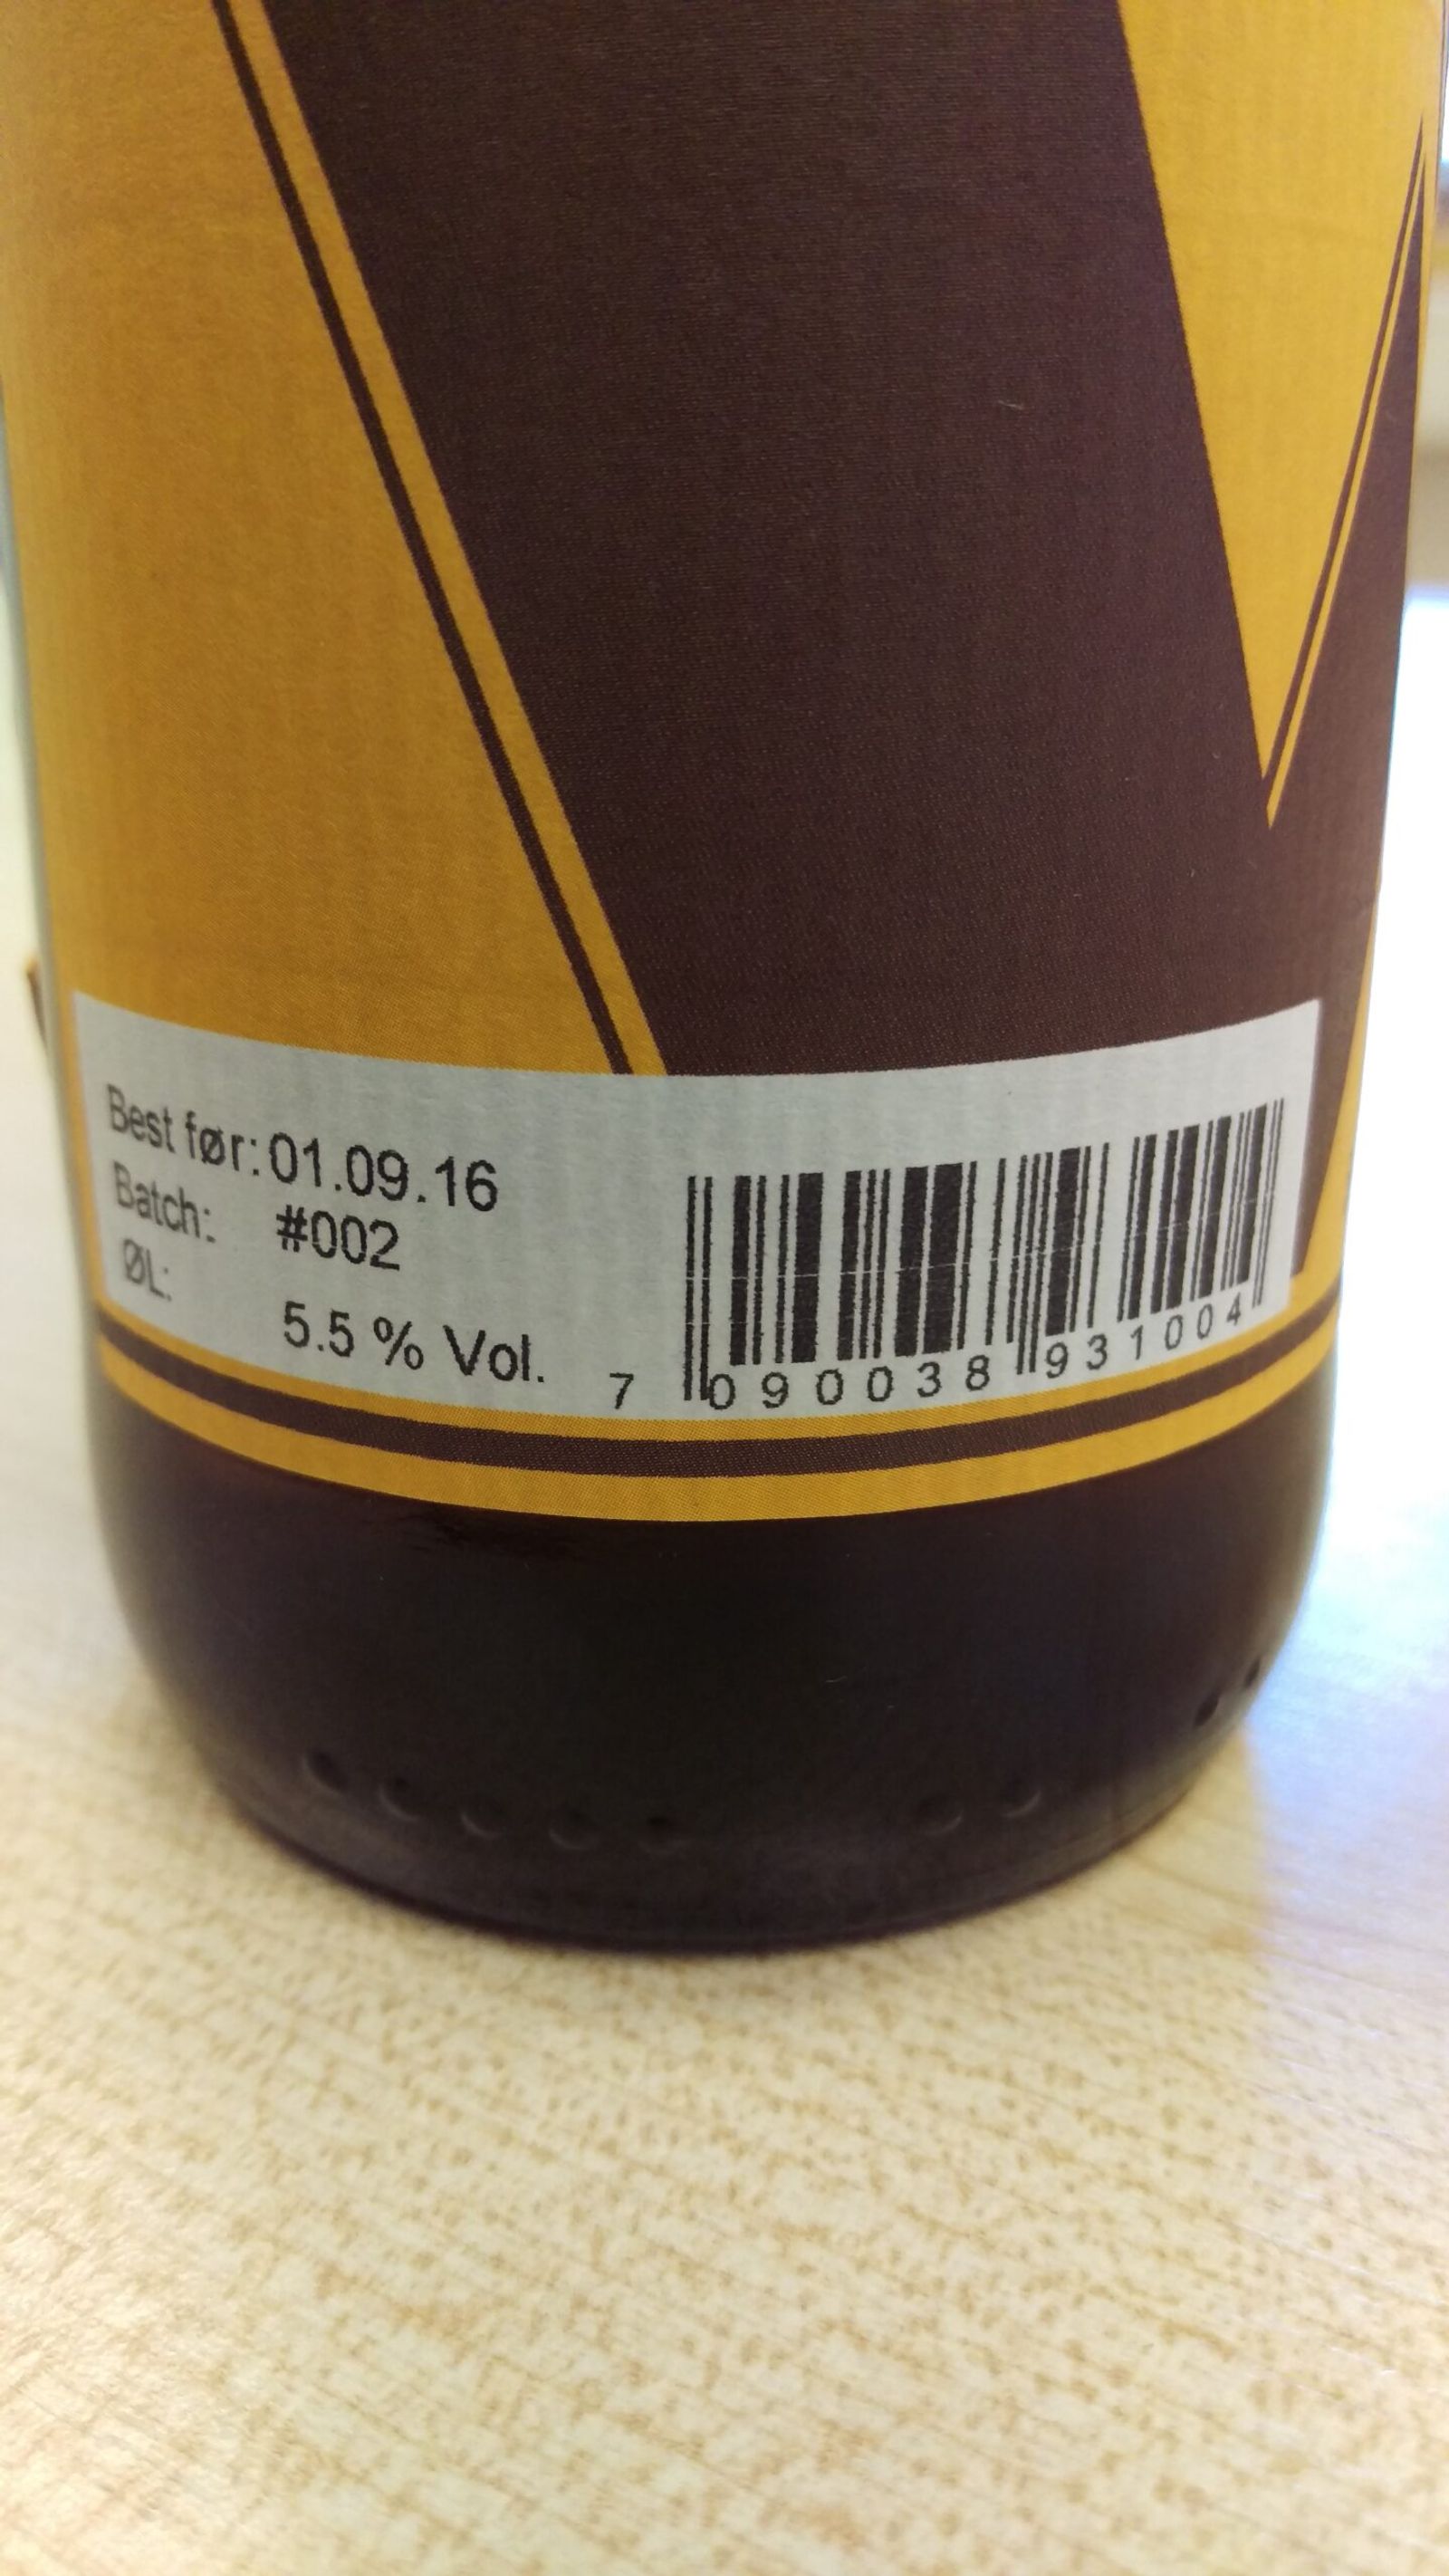 Best før: 01.09.16
Batch: #002
ØL: 5.5 % Vol.
7 090038 931004